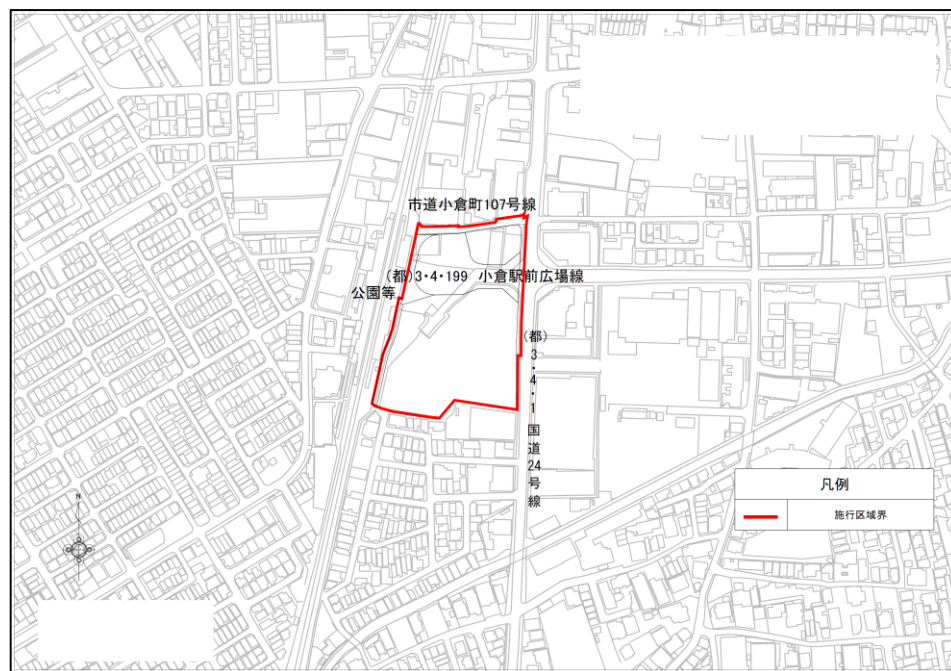 市道小倉町107号線
(都)3・4・199 小倉駅前広場線
公園等
(都)3・4・1 国道24号線
凡例
施行区域界
N